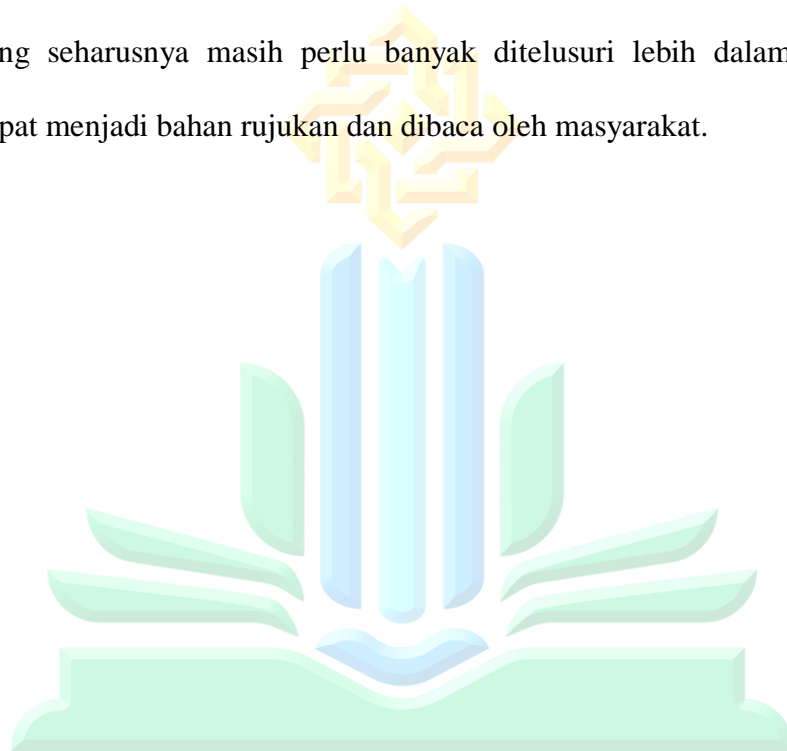 ng seharusnya masih perlu banyak ditelusuri lebih dalam
pat menjadi bahan rujukan dan dibaca oleh masyarakat.